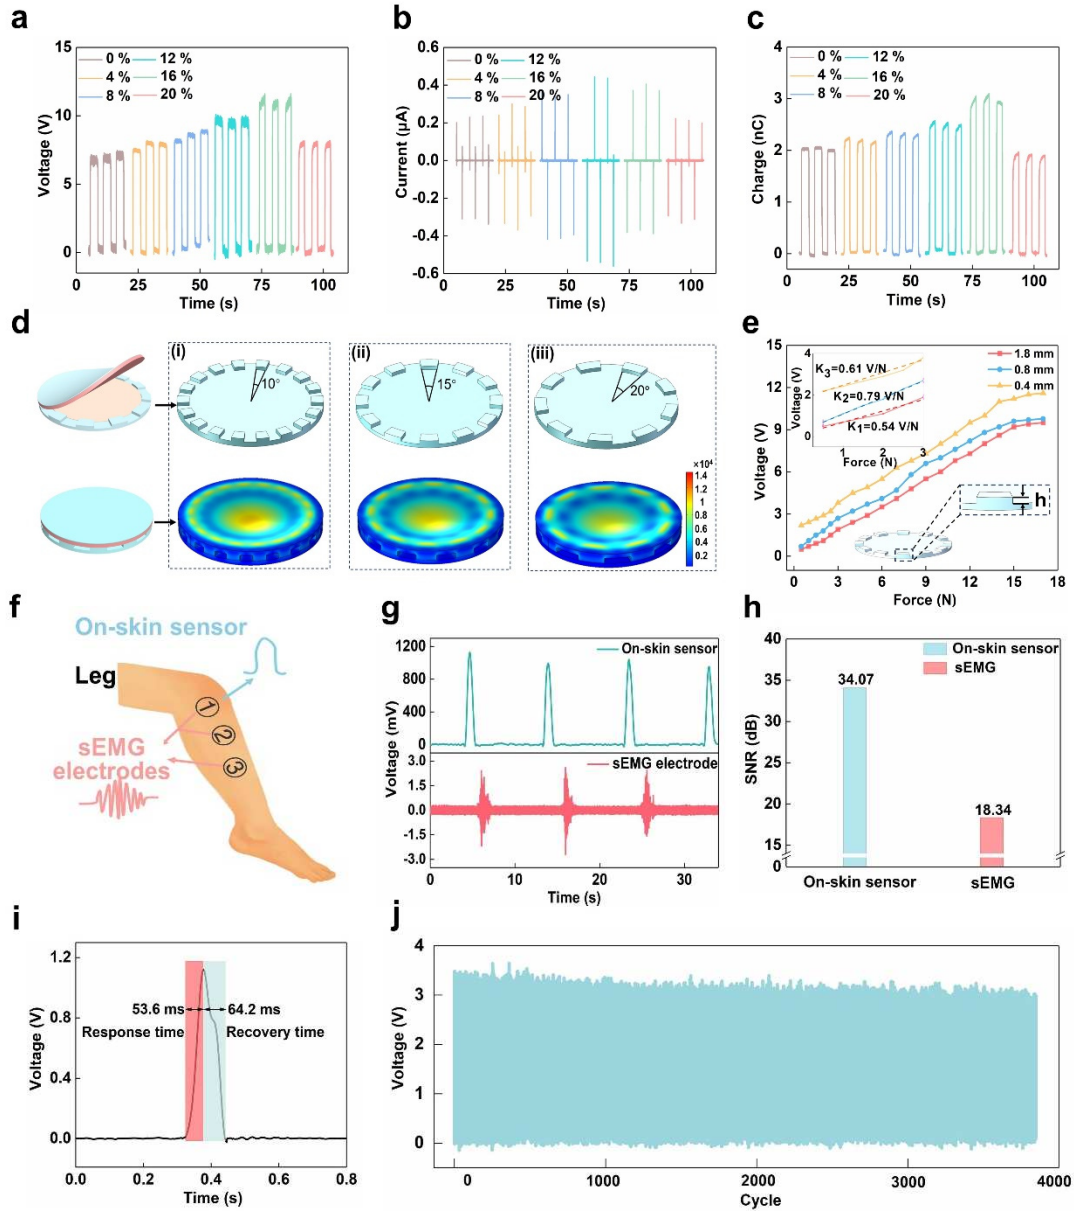 a
0 %
4 %
8 %
12 %
16 %
20 %
15
10
5
0
Voltage (V)
0 25 50 75 100
Time (s)
b
0 %
4 %
8 %
12 %
16 %
20 %
0.6
0.4
0.2
0.0
-0.2
-0.4
-0.6
Current (µA)
0 25 50 75 100
Time (s)
c
0 %
4 %
8 %
12 %
16 %
20 %
4
3
2
1
0
Charge (nC)
0 25 50 75 100
Time (s)
d
(i)
10°
(ii)
15°
(iii)
20°
×10⁴
1.4
1.2
1.0
0.8
0.6
0.4
0.2
e
15
12
9
6
3
0
Voltage (V)
1.8 mm
0.8 mm
0.4 mm
4
2
0
Voltage (V)
K₃=0.61 V/N
K₂=0.79 V/N
K₁=0.54 V/N
1 2 3
Force (N)
h
0 3 6 9 12 15 18
Force (N)
f
On-skin sensor
Leg
1
2
3
sEMG
electrodes
g
1200
800
400
0
On-skin sensor
Voltage (mV)
3.0
1.5
0.0
-1.5
-3.0
sEMG electrode
0 10 20 30
Time (s)
h
40
35
30
25
20
15
0
SNR (dB)
On-skin sensor
sEMG
34.07
18.34
On-skin sensor sEMG
i
1.2
0.8
0.4
0.0
Voltage (V)
53.6 ms
Response time
64.2 ms
Recovery time
0.0 0.2 0.4 0.6 0.8
Time (s)
j
4
3
2
1
0
Voltage (V)
0 1000 2000 3000 4000
Cycle